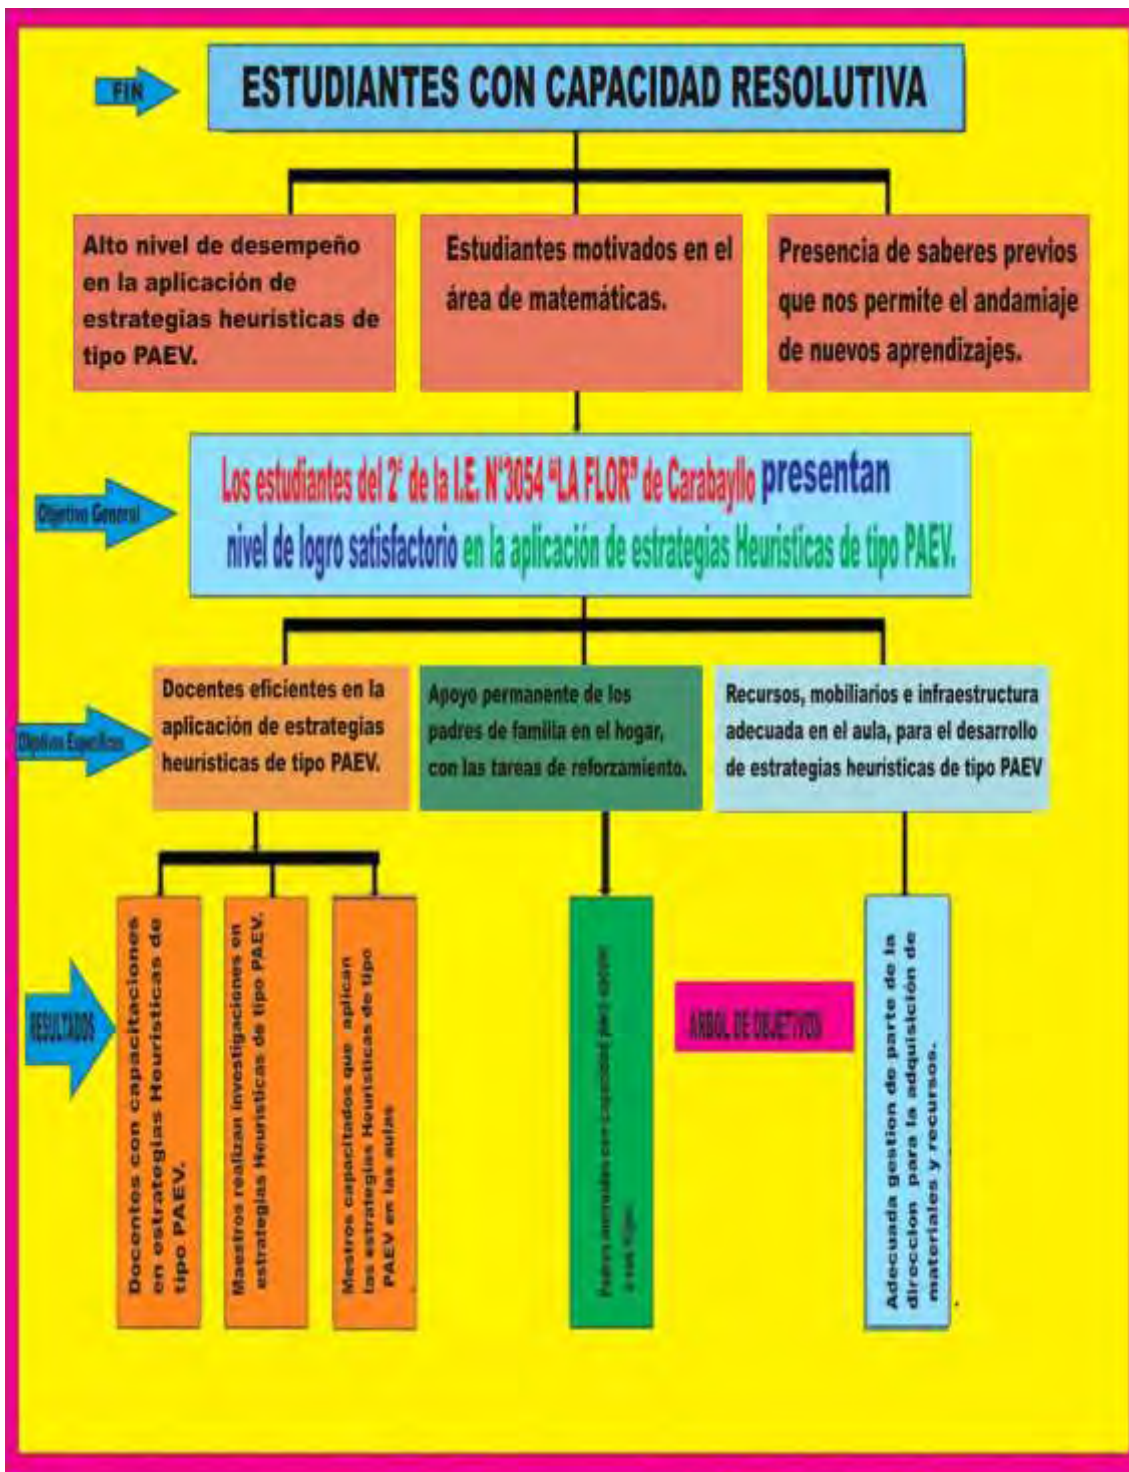 FIN
ESTUDIANTES CON CAPACIDAD RESOLUTIVA
Alto nivel de desempeño
en la aplicación de
estrategias heurísticas de
tipo PAEV.
Estudiantes motivados en el
área de matemáticas.
Presencia de saberes previos
que nos permite el andamiaje
de nuevos aprendizajes.
Objetivo General
Los estudiantes del 2° de la I.E. N°3054 “LA FLOR” de Carabayllo presentan
nivel de logro satisfactorio en la aplicación de estrategias Heuristicas de tipo PAEV.
Objetivos Específicos
Docentes eficientes en la
aplicación de estrategias
heurísticas de tipo PAEV.
Apoyo permanente de los
padres de familia en el hogar,
con las tareas de reforzamiento.
Recursos, mobiliarios e infraestructura
adecuada en el aula, para el desarrollo
de estrategias heurísticas de tipo PAEV
RESULTADOS
Docentes con capacitaciones
en estrategias Heurísticas de
tipo PAEV.
Maestros realizan investigaciones en
estrategias Heurísticas de tipo PAEV.
Mestros capacitados que aplican
las estrategias Heurísticas de tipo
PAEV en las aulas
Padres con capacidad para
a sus hijos.
ARBOL DE OBJETIVOS
Adecuada gestion de parte de la
direccion para la adquisición de
materiales y recursos.